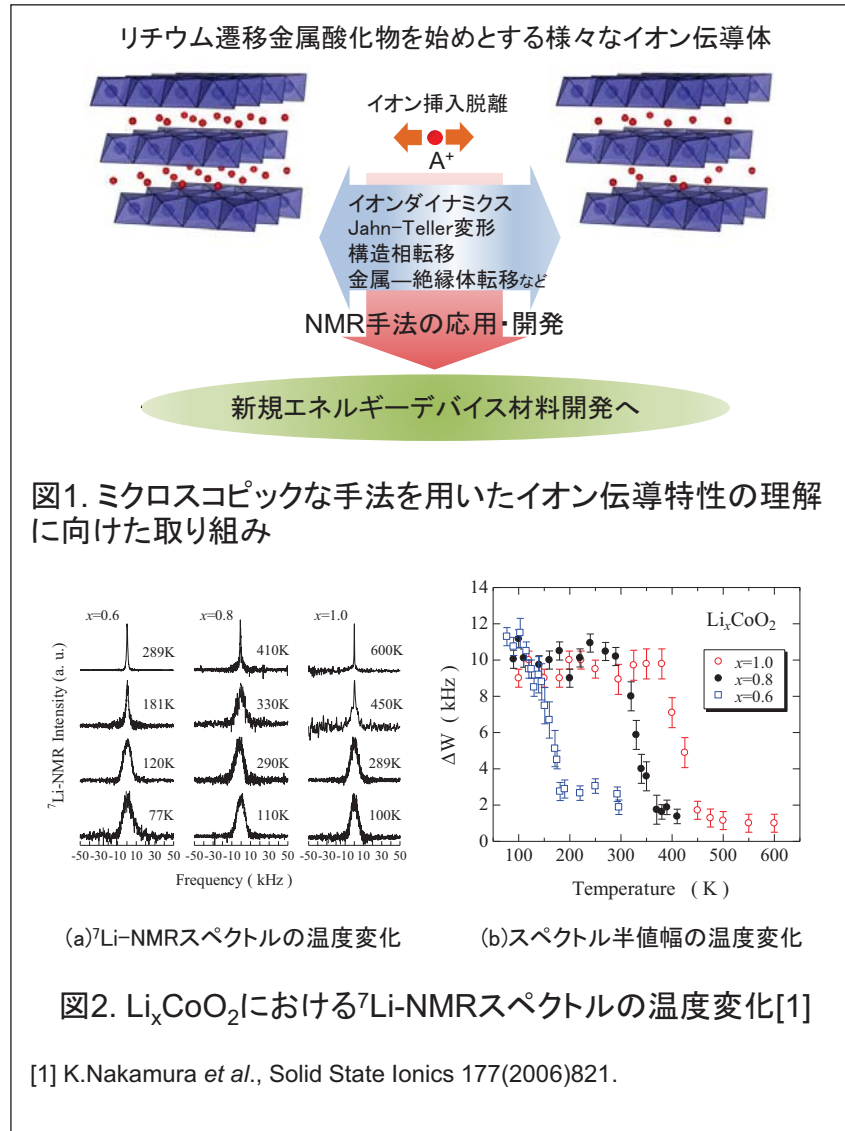 リチウム遷移金属酸化物を始めとする様々なイオン伝導体
イオン挿入脱離
A⁺
イオンダイナミクス
Jahn-Teller変形
構造相転移
金属―絶縁体転移など
NMR手法の応用・開発
新規エネルギーデバイス材料開発へ
図1. ミクロスコピックな手法を用いたイオン伝導特性の理解
に向けた取り組み
x=0.6 x=0.8 x=1.0
289K 410K 600K
181K 330K 450K
120K 290K 289K
77K 110K 100K
-50 -30 -10 10 30 50 -50 -30 -10 10 30 50 -50 -30 -10 10 30 50
⁷Li-NMR Intensity (a. u.)
Frequency ( kHz )
(a)⁷Li-NMRスペクトルの温度変化
14
12
10
8
6
4
2
0
ΔW ( kHz )
LiₓCoO₂
x=1.0
x=0.8
x=0.6
100 200 300 400 500 600
Temperature ( K )
(b)スペクトル半値幅の温度変化
図2. LiₓCoO₂における⁷Li-NMRスペクトルの温度変化[1]
[1] K.Nakamura et al., Solid State Ionics 177(2006)821.